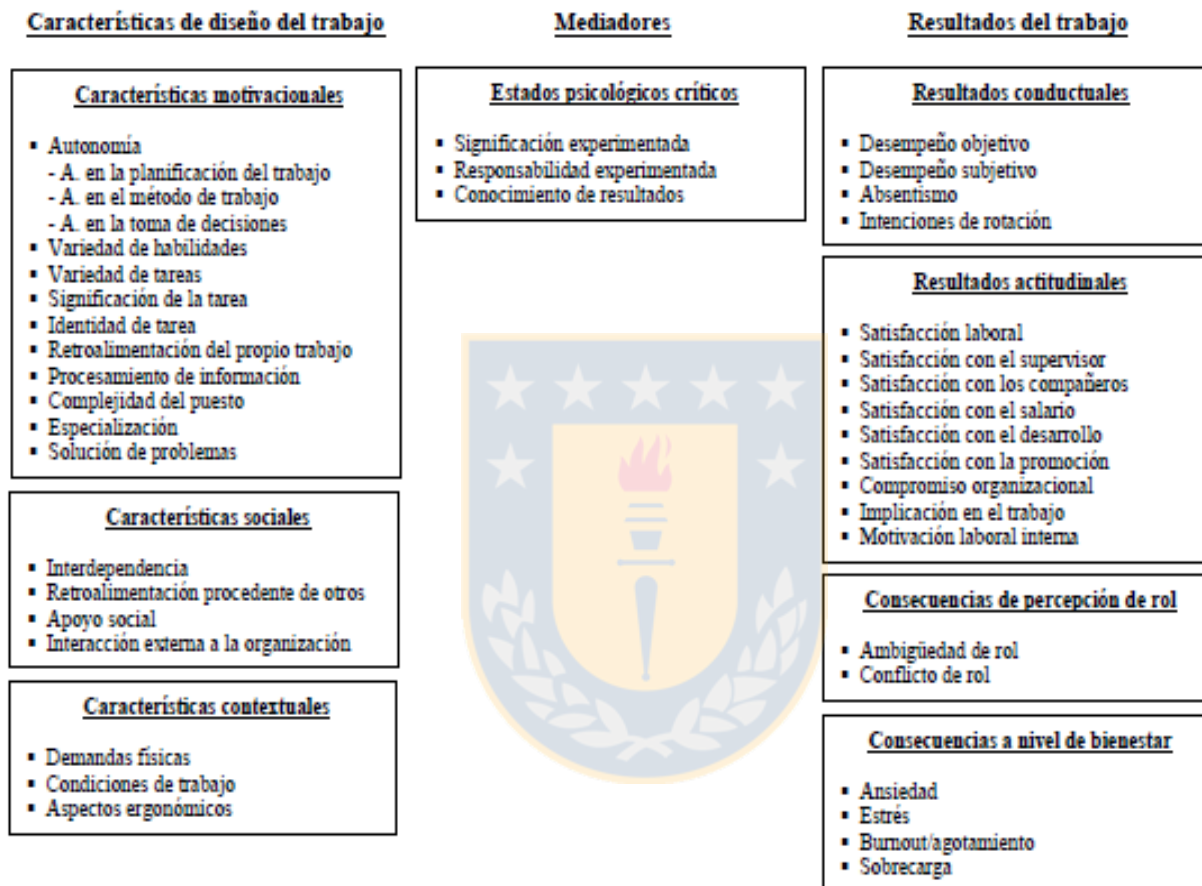 Características de diseño del trabajo
Características motivacionales
▪ Autonomía
- A. en la planificación del trabajo
- A. en el método de trabajo
- A. en la toma de decisiones
▪ Variedad de habilidades
▪ Variedad de tareas
▪ Significación de la tarea
▪ Identidad de tarea
▪ Retroalimentación del propio trabajo
▪ Procesamiento de información
▪ Complejidad del puesto
▪ Especialización
▪ Solución de problemas
Características sociales
▪ Interdependencia
▪ Retroalimentación procedente de otros
▪ Apoyo social
▪ Interacción externa a la organización
Características contextuales
▪ Demandas físicas
▪ Condiciones de trabajo
▪ Aspectos ergonómicos
Mediadores
Estados psicológicos críticos
▪ Significación experimentada
▪ Responsabilidad experimentada
▪ Conocimiento de resultados
Resultados del trabajo
Resultados conductuales
▪ Desempeño objetivo
▪ Desempeño subjetivo
▪ Absentismo
▪ Intenciones de rotación
Resultados actitudinales
▪ Satisfacción laboral
▪ Satisfacción con el supervisor
▪ Satisfacción con los compañeros
▪ Satisfacción con el salario
▪ Satisfacción con el desarrollo
▪ Satisfacción con la promoción
▪ Compromiso organizacional
▪ Implicación en el trabajo
▪ Motivación laboral interna
Consecuencias de percepción de rol
▪ Ambigüedad de rol
▪ Conflicto de rol
Consecuencias a nivel de bienestar
▪ Ansiedad
▪ Estrés
▪ Burnout/agotamiento
▪ Sobrecarga